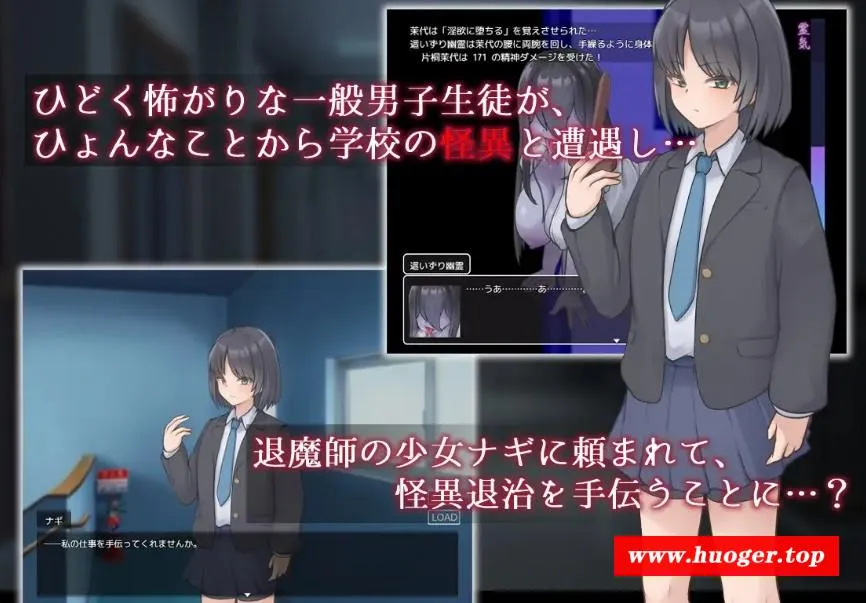 茉代は「淫欲に堕ちる」を覚えさせられた…
這いずり幽霊は茉代の腰に両腕を回し、手繰るように身体
片桐茉代は 171 の精神ダメージを受けた！
霊気
ひどく怖がりな一般男子生徒が、
ひょんなことから学校の怪異と遭遇し…
這いずり幽霊
……うあ…………あ…………。
退魔師の少女ナギに頼まれて、
怪異退治を手伝うことに…？
LOAD
ナギ
――私の仕事を手伝ってくれませんか。
www.huoger.top